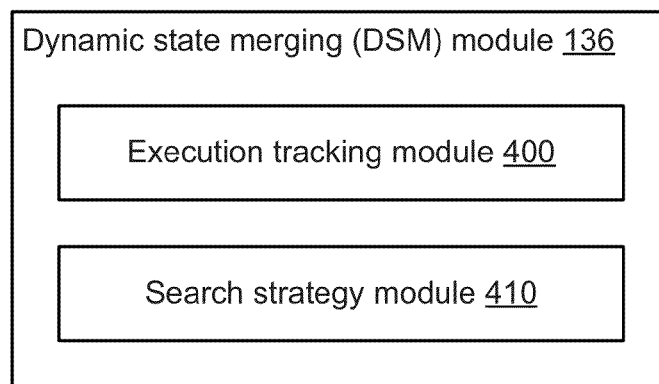 Dynamic state merging (DSM) module 136
Execution tracking module 400
Search strategy module 410